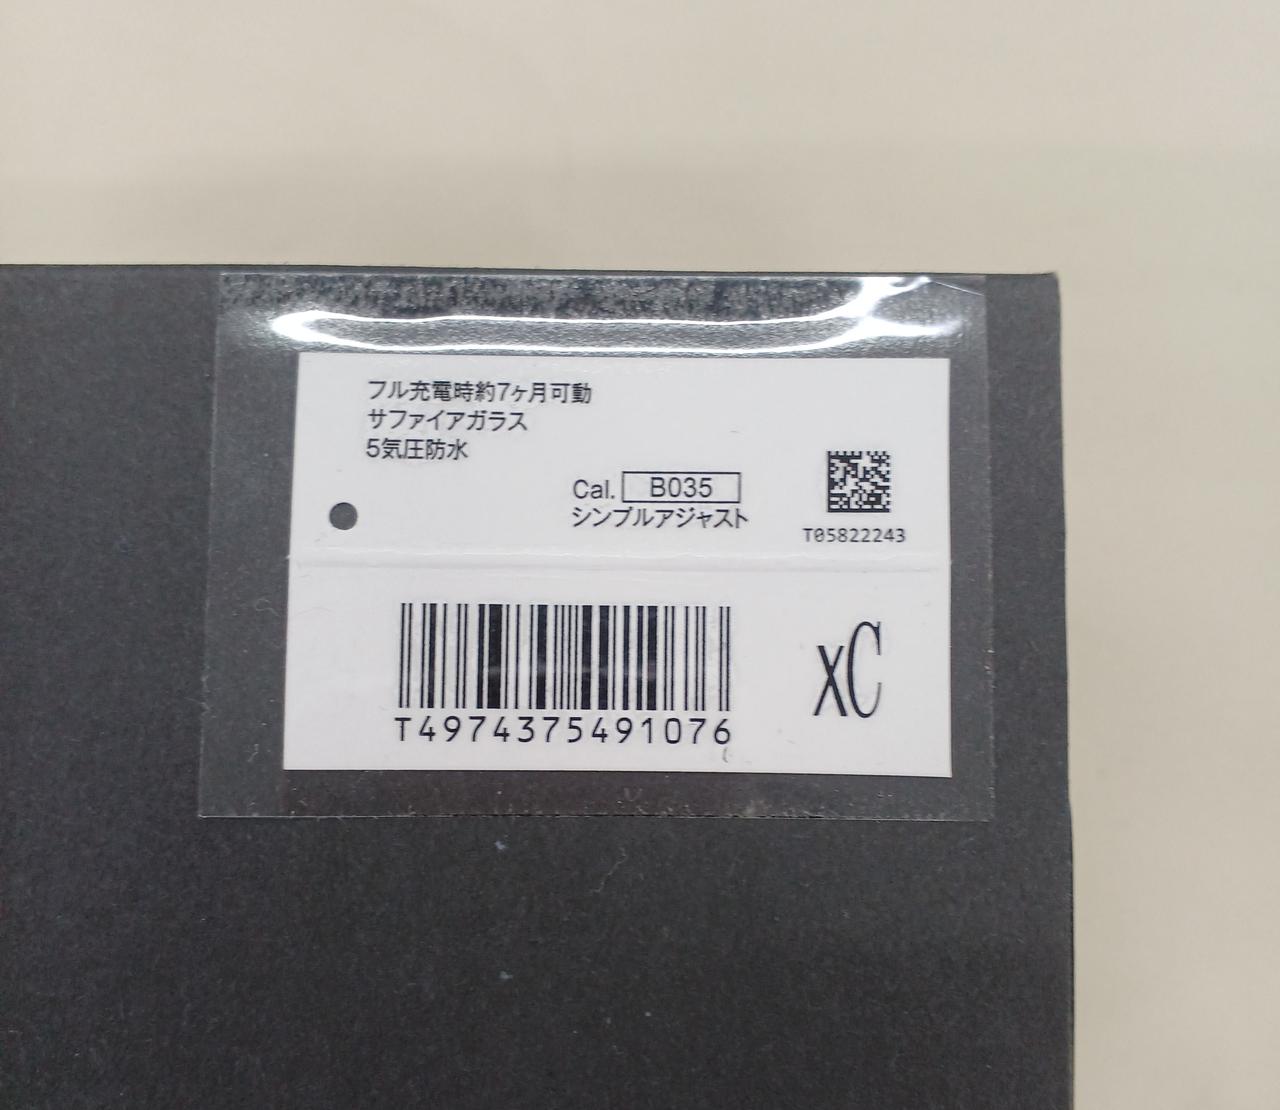 フル充電時約7ヶ月可動
サファイアガラス
5気圧防水
Cal. B035
シンプルアジャスト
T05822243
T4974375491076
xC